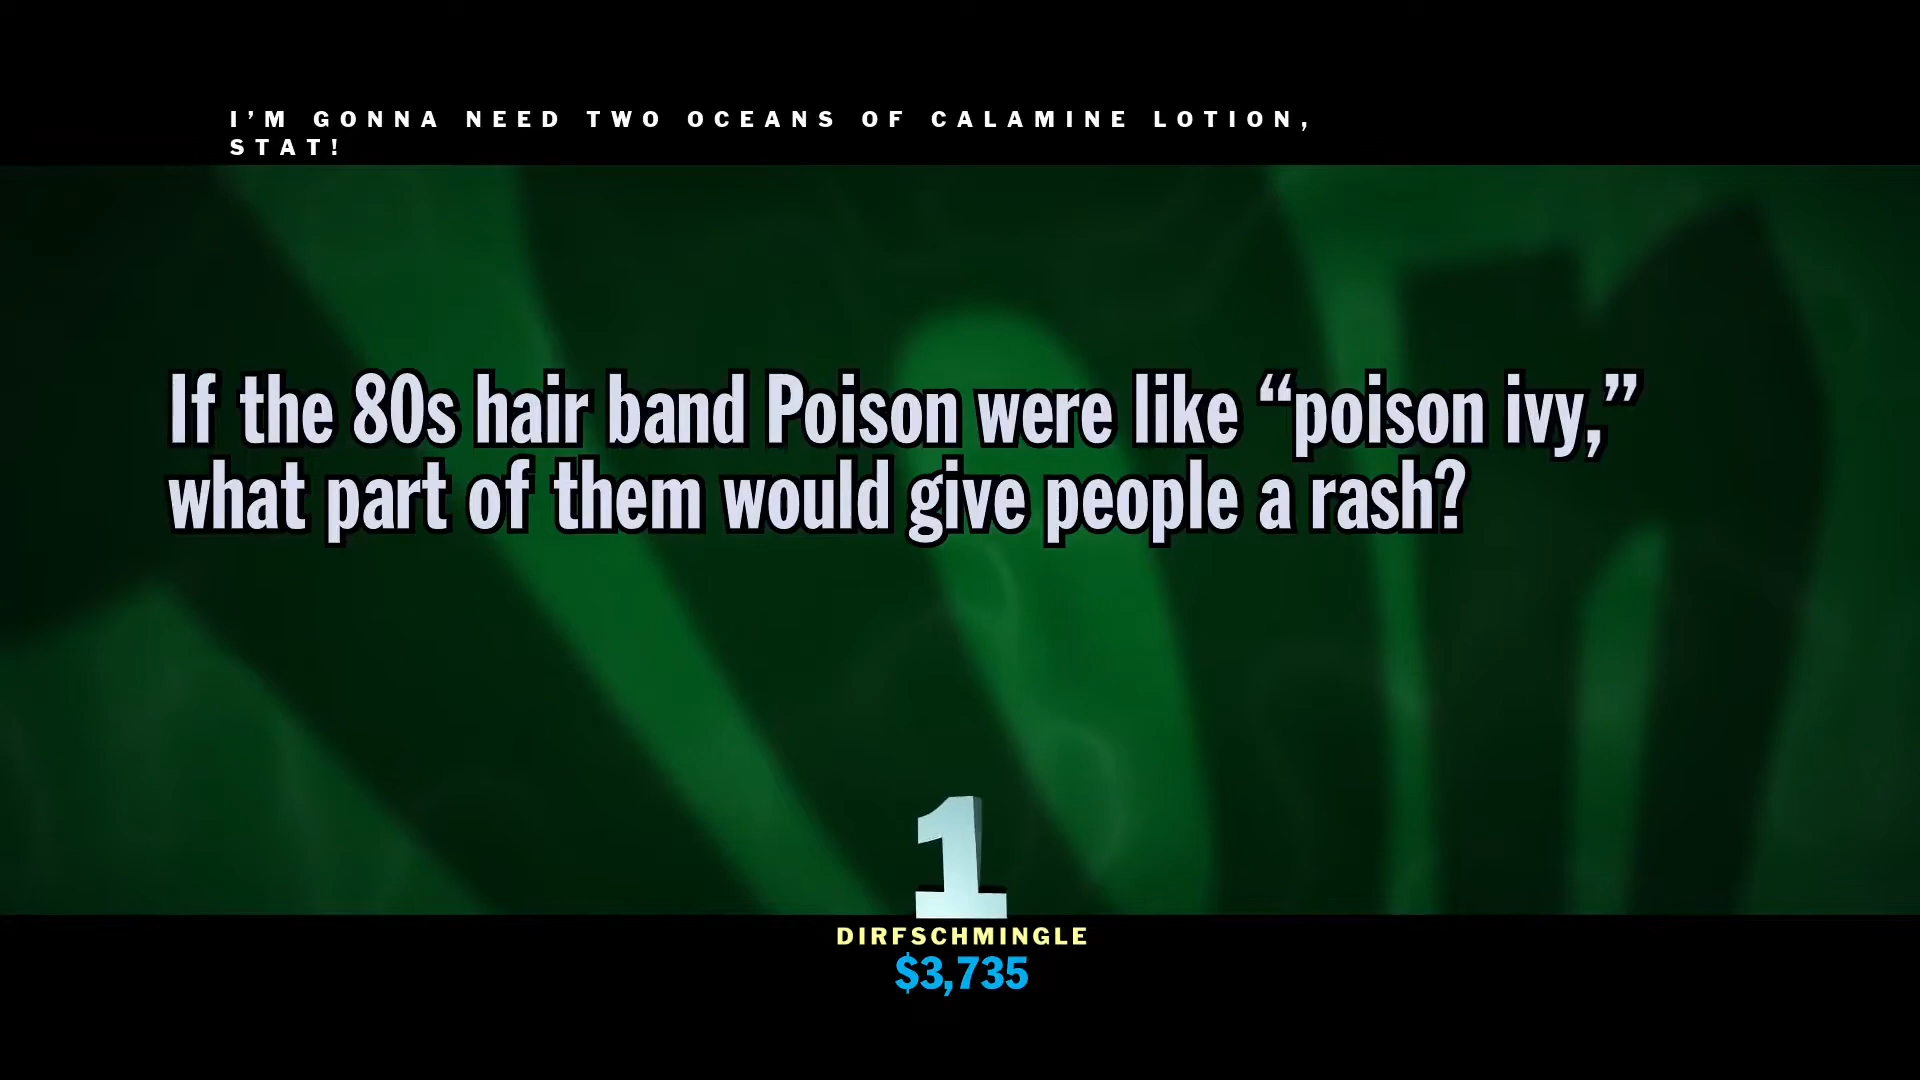 I’M GONNA NEED TWO OCEANS OF CALAMINE LOTION,
STAT!
If the 80s hair band Poison were like “poison ivy,”
what part of them would give people a rash?
1
DIRFSCHMINGLE
$3,735